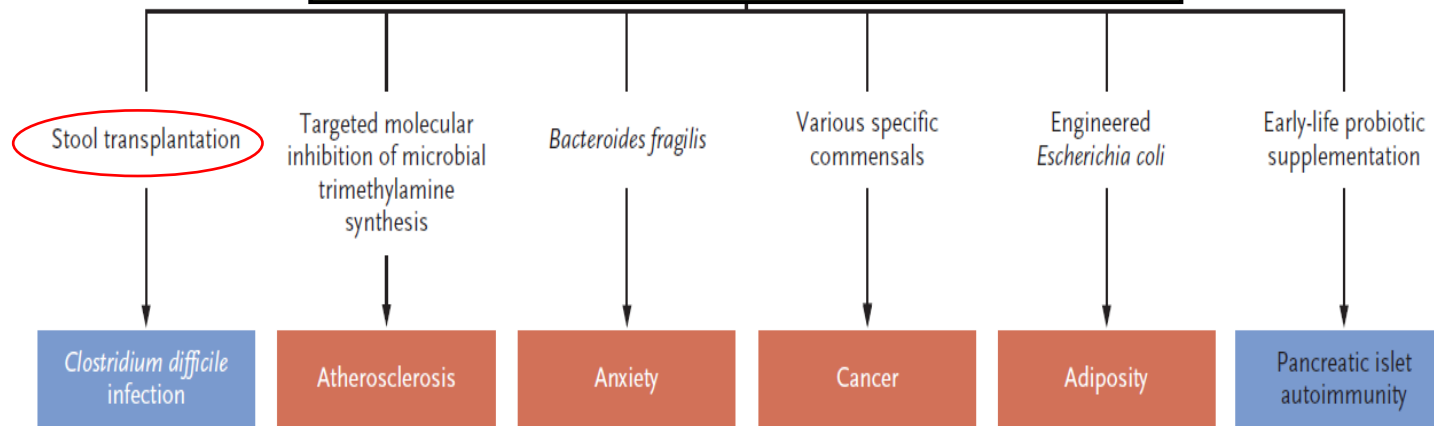 Stool transplantation
Targeted molecular
inhibition of microbial
trimethylamine
synthesis
Bacteroides fragilis
Various specific
commensals
Engineered
Escherichia coli
Early-life probiotic
supplementation
Clostridium difficile
infection
Atherosclerosis
Anxiety
Cancer
Adiposity
Pancreatic islet
autoimmunity